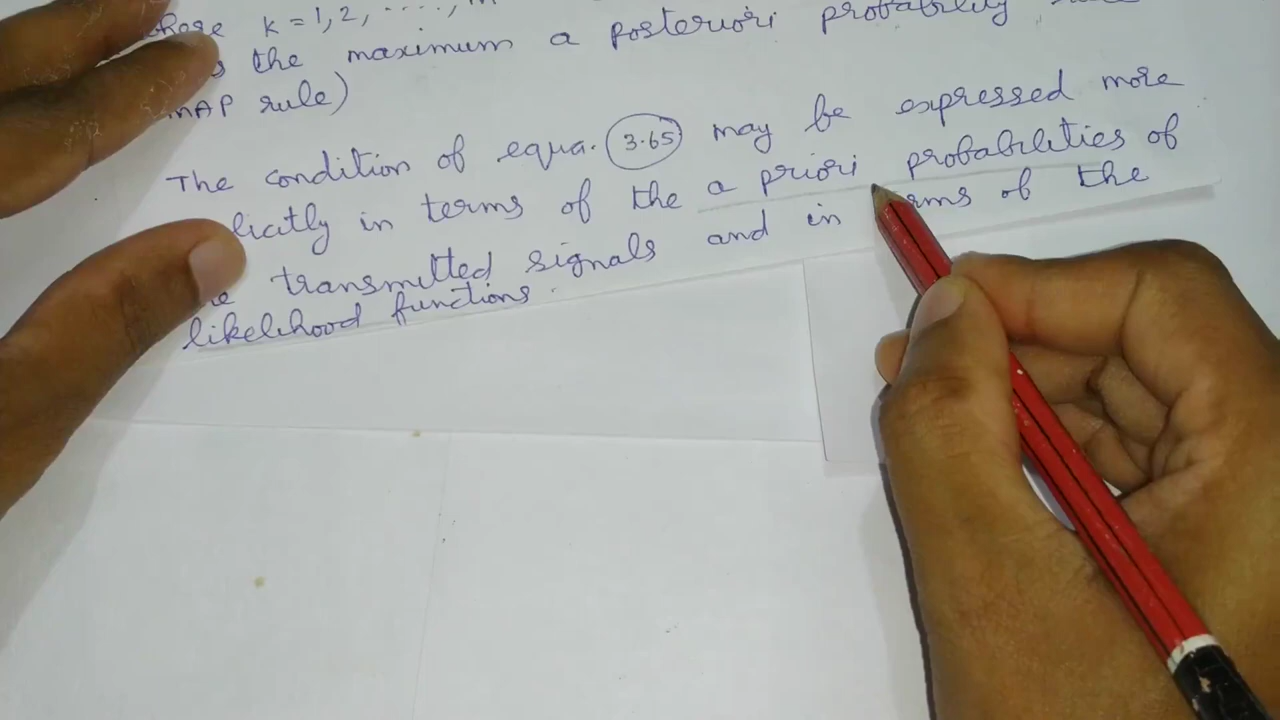 k = 1, 2, ....,
the maximum a posteriori probability
MAP rule)
The condition of equa. 3.65 may be expressed more
licitly in terms of the a priori probabilities of
transmitted signals and in of the
likelihood functions.